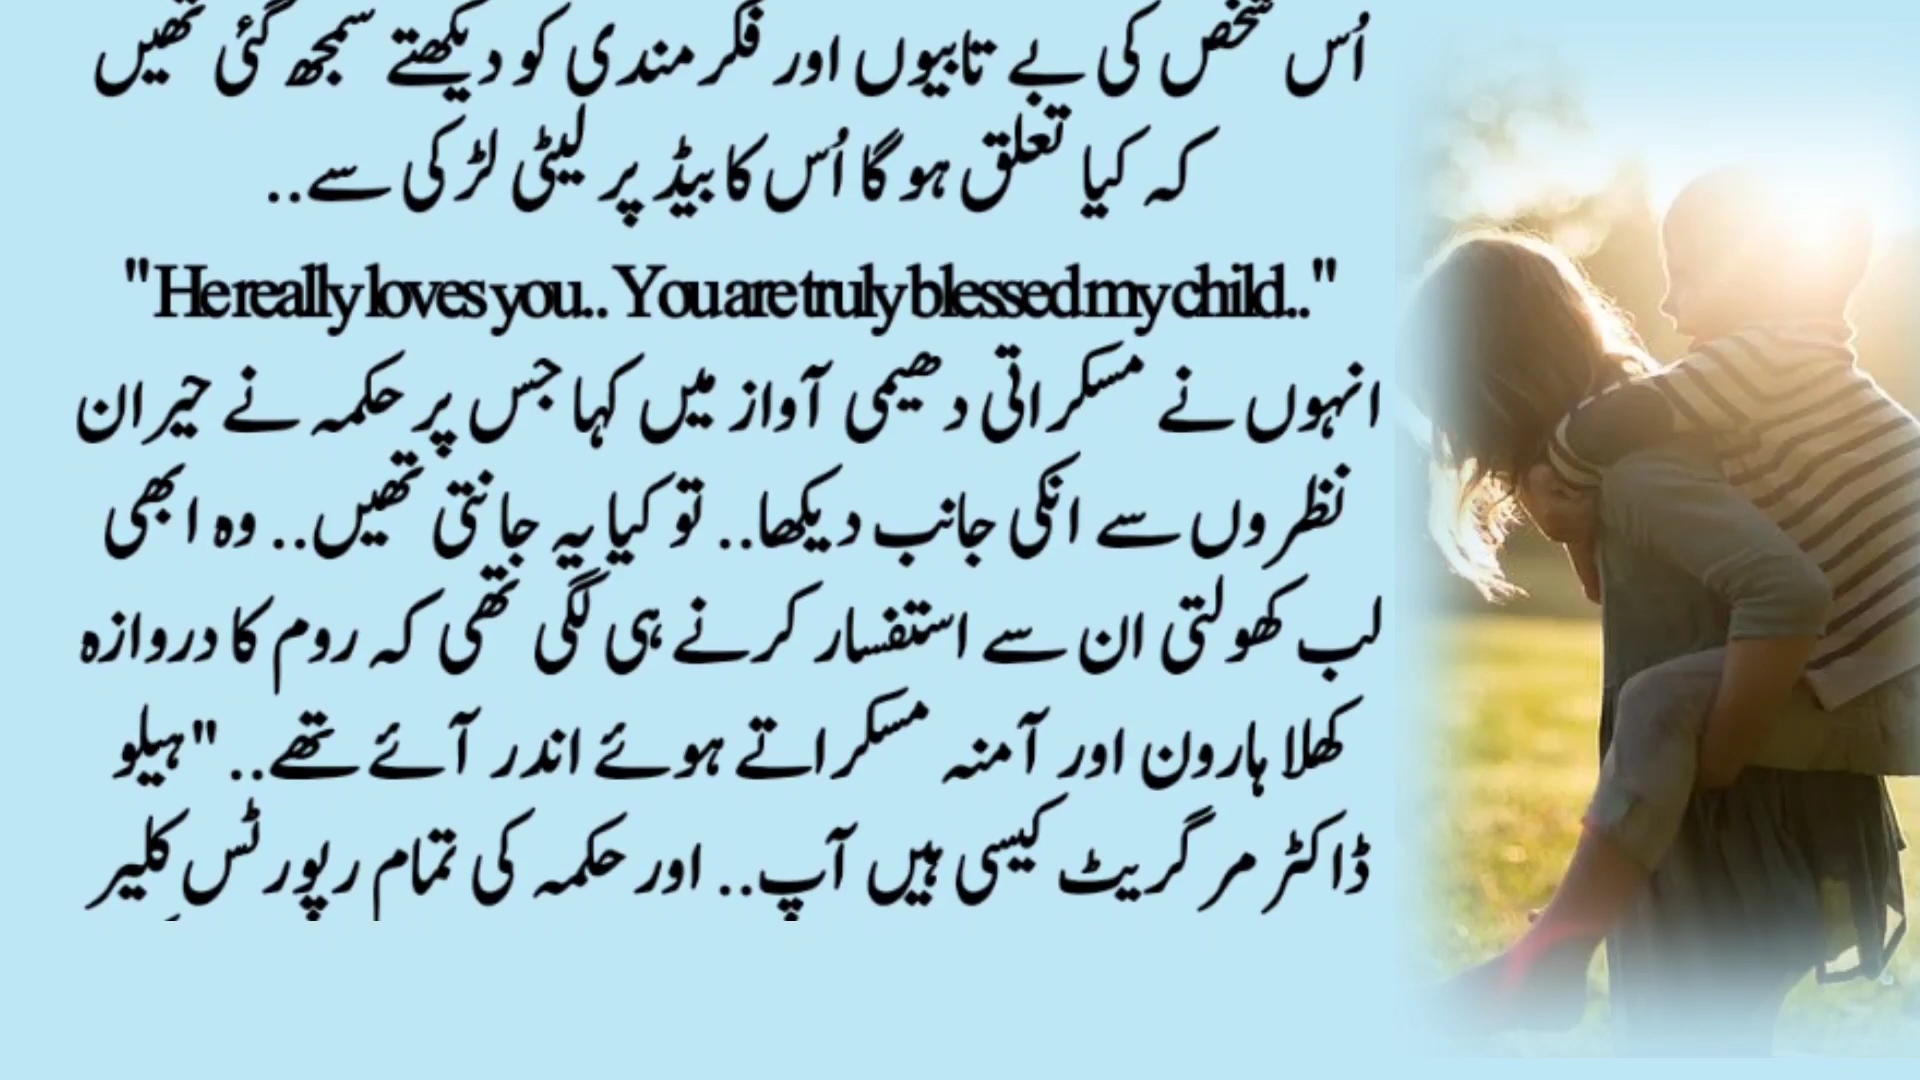 اُس شخص کی بے تابیوں اور فکر مندی کو دیکھتے سمجھ گئی تھیں
کہ کیا تعلق ہو گا اُس کا بیڈ پر لیٹی لڑکی سے..
"He really loves you.. You are truly blessed my child.."
انہوں نے مسکراتی دھیمی آواز میں کہا جس پر حکمہ نے حیران
نظروں سے انکی جانب دیکھا.. تو کیا یہ جانتی تھیں.. وہ ابھی
لب کھولتی ان سے استفسار کرنے ہی لگی تھی کہ روم کا دروازہ
کھلا ہارون اور آمنہ مسکراتے ہوئے اندر آئے تھے.. "ہیلو
ڈاکٹر مرگریٹ کیسی ہیں آپ.. اور حکمہ کی تمام رپورٹس کلیر